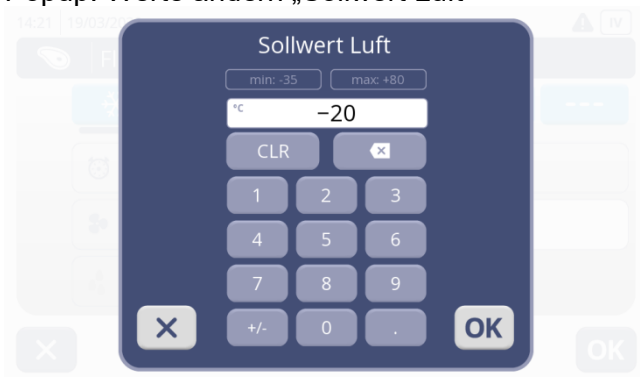 Popup: Werte ändern „Sollwert Luft"
14:21 19/03/20
IV
Sollwert Luft
min: -35 max: +80
°C −20
CLR
1 2 3
4 5 6
7 8 9
+/- 0 .
OK
OK